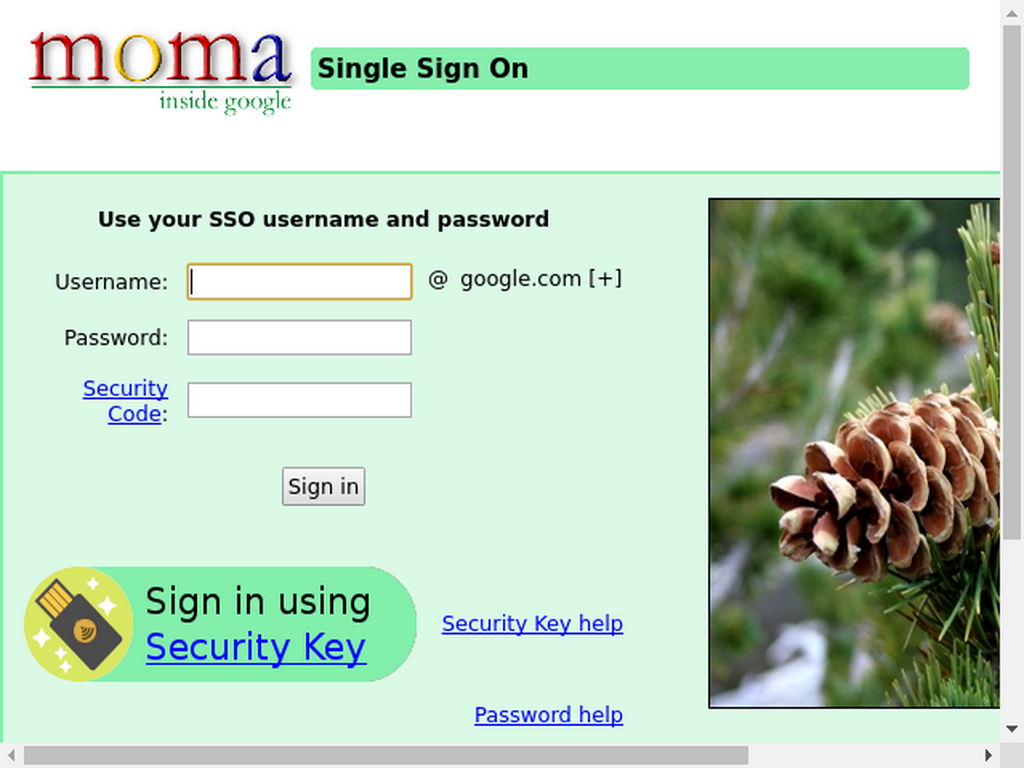 moma
inside google
Single Sign On
Use your SSO username and password
Username:
@ google.com [+]
Password:
Security
Code:
Sign in
Sign in using
Security Key
Security Key help
Password help